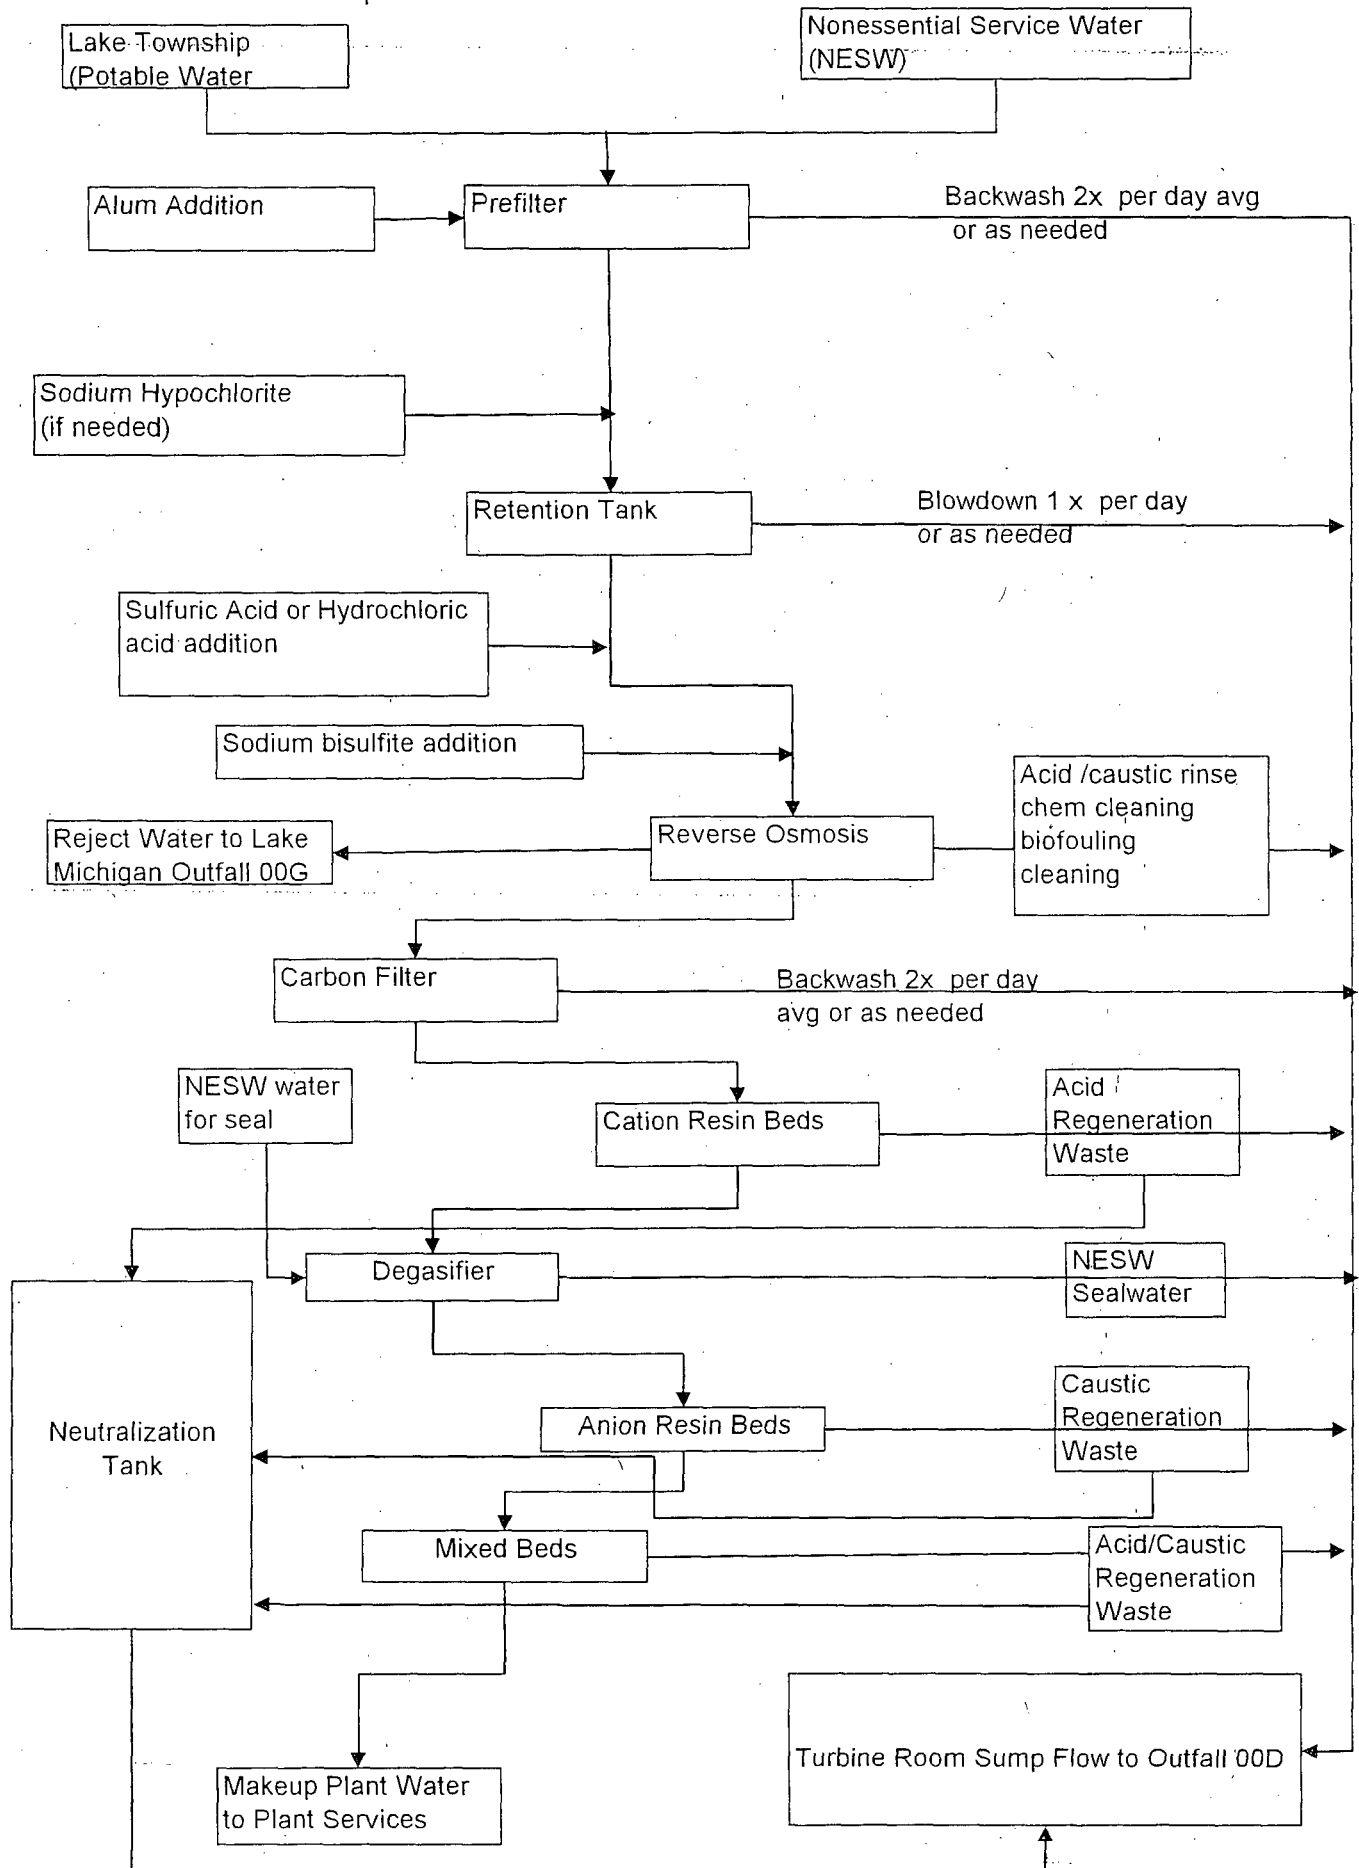 Lake Township
(Potable Water
Nonessential Service Water
(NESW)
Alum Addition
Prefilter
Backwash 2x per day avg
or as needed
Sodium Hypochlorite
(if needed)
Retention Tank
Blowdown 1 x per day
or as needed
Sulfuric Acid or Hydrochloric
acid addition
Sodium bisulfite addition
Acid /caustic rinse
chem cleaning
biofouling
cleaning
Reject Water to Lake
Michigan Outfall 00G
Reverse Osmosis
Carbon Filter
Backwash 2x per day
avg or as needed
NESW water
for seal
Cation Resin Beds
Acid
Regeneration
Waste
Degasifier
NESW
Sealwater
Neutralization
Tank
Anion Resin Beds
Caustic
Regeneration
Waste
Mixed Beds
Acid/Caustic
Regeneration
Waste
Makeup Plant Water
to Plant Services
Turbine Room Sump Flow to Outfall 00D